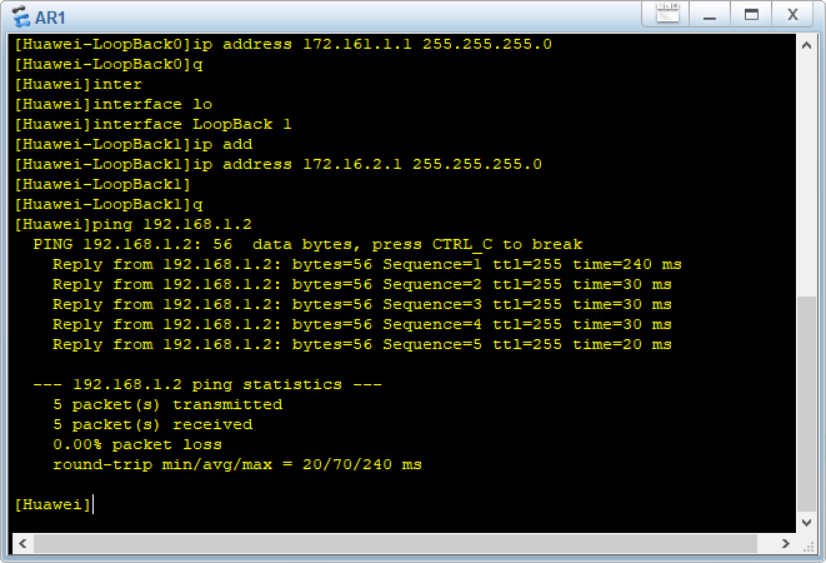 AR1
[Huawei-LoopBack0]ip address 172.161.1.1 255.255.255.0
[Huawei-LoopBack0]q
[Huawei]inter
[Huawei]interface lo
[Huawei]interface LoopBack 1
[Huawei-LoopBack1]ip add
[Huawei-LoopBack1]ip address 172.16.2.1 255.255.255.0
[Huawei-LoopBack1]
[Huawei-LoopBack1]q
[Huawei]ping 192.168.1.2
  PING 192.168.1.2: 56  data bytes, press CTRL_C to break
    Reply from 192.168.1.2: bytes=56 Sequence=1 ttl=255 time=240 ms
    Reply from 192.168.1.2: bytes=56 Sequence=2 ttl=255 time=30 ms
    Reply from 192.168.1.2: bytes=56 Sequence=3 ttl=255 time=30 ms
    Reply from 192.168.1.2: bytes=56 Sequence=4 ttl=255 time=30 ms
    Reply from 192.168.1.2: bytes=56 Sequence=5 ttl=255 time=20 ms
  --- 192.168.1.2 ping statistics ---
    5 packet(s) transmitted
    5 packet(s) received
    0.00% packet loss
    round-trip min/avg/max = 20/70/240 ms
[Huawei]